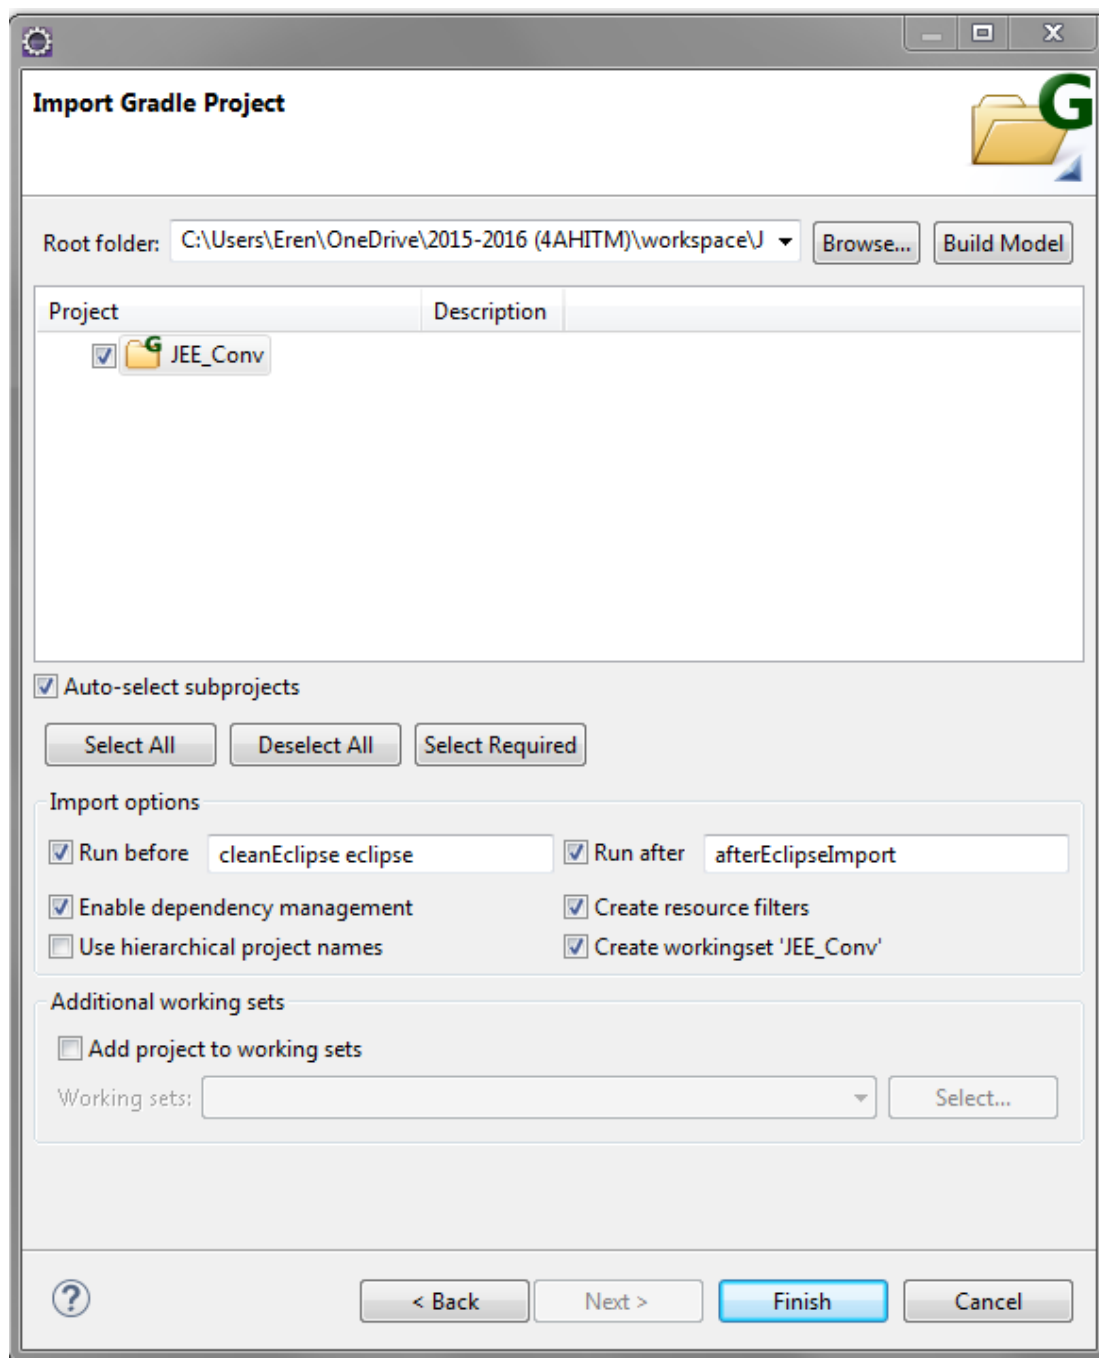 Import Gradle Project
G
Root folder: C:\Users\Eren\OneDrive\2015-2016 (4AHITM)\workspace\J Browse... Build Model
Project Description
G JEE_Conv
Auto-select subprojects
Select All Deselect All Select Required
Import options
Run before cleanEclipse eclipse Run after afterEclipseImport
Enable dependency management Create resource filters
Use hierarchical project names Create workingset 'JEE_Conv'
Additional working sets
Add project to working sets
Working sets: Select...
? < Back Next > Finish Cancel